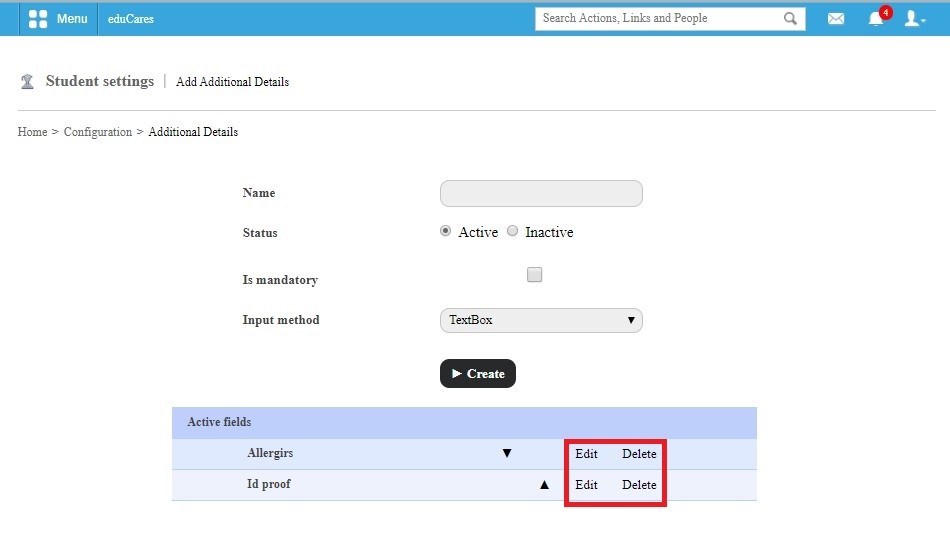 Menu eduCares Search Actions, Links and People 4
Student settings | Add Additional Details
Home > Configuration > Additional Details
Name
Status Active Inactive
Is mandatory
Input method TextBox
Create
Active fields
Allergirs Edit Delete
Id proof Edit Delete